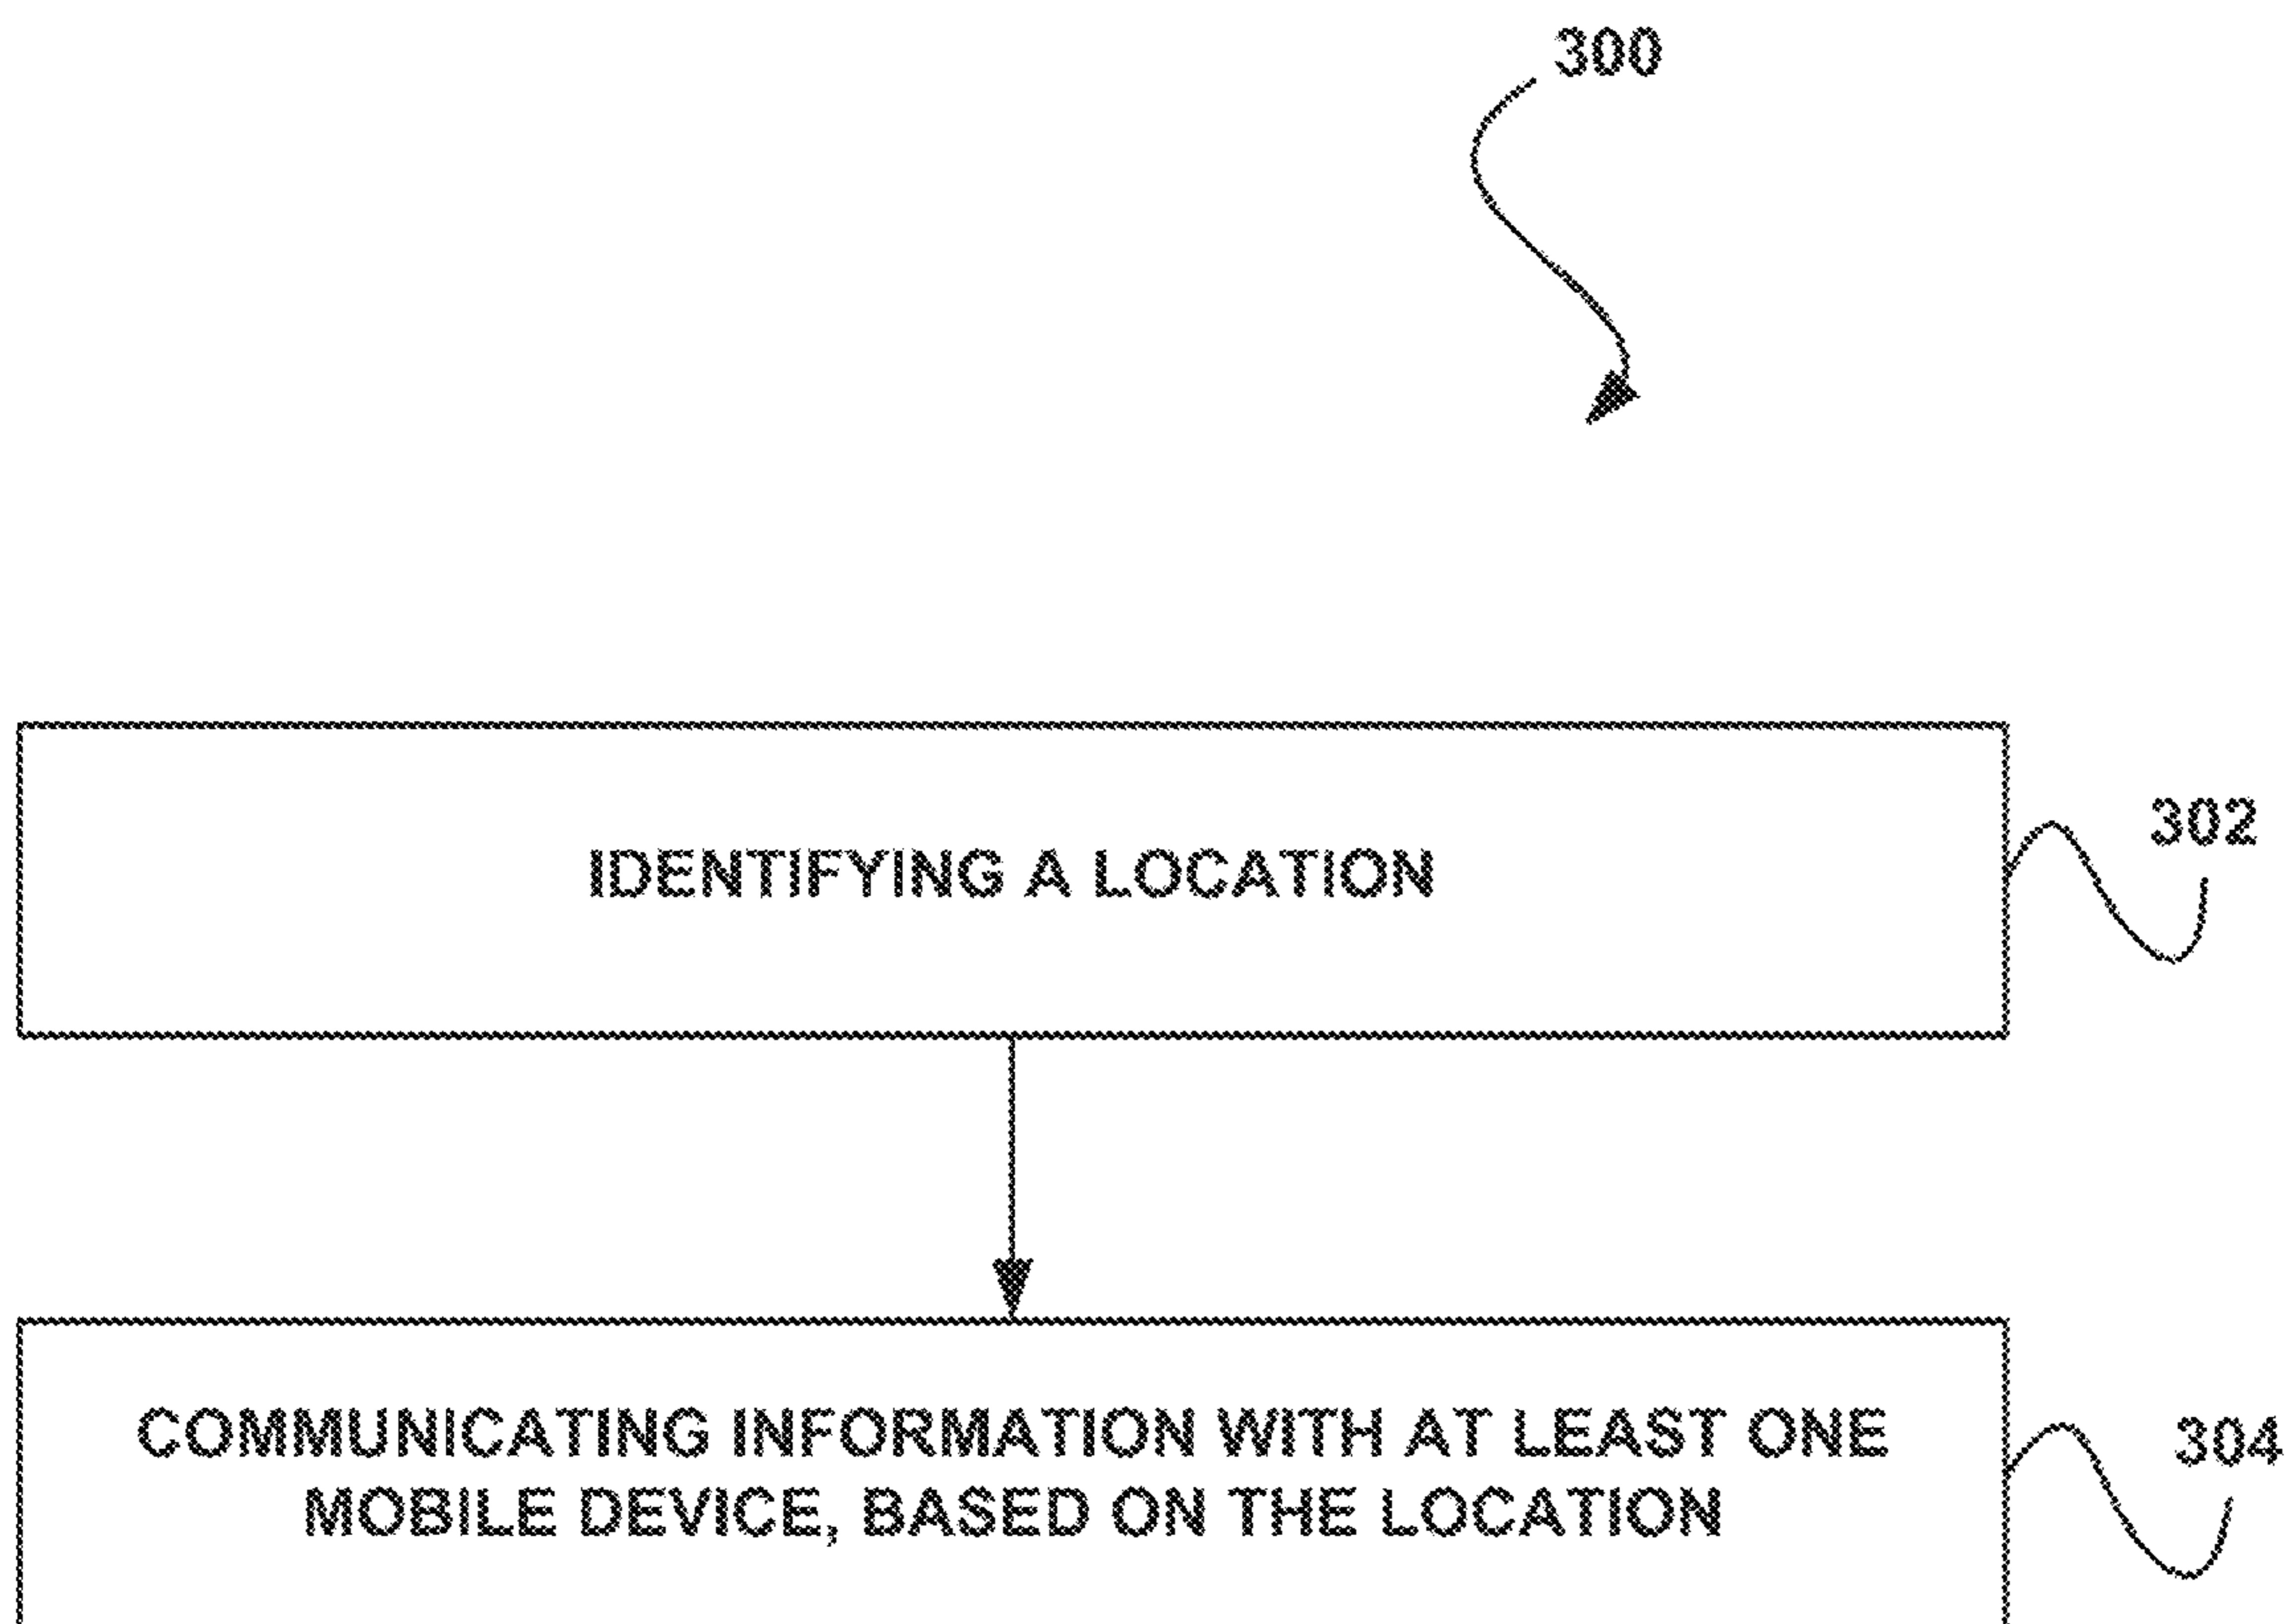 300
IDENTIFYING A LOCATION
302
COMMUNICATING INFORMATION WITH AT LEAST ONE
MOBILE DEVICE, BASED ON THE LOCATION
304